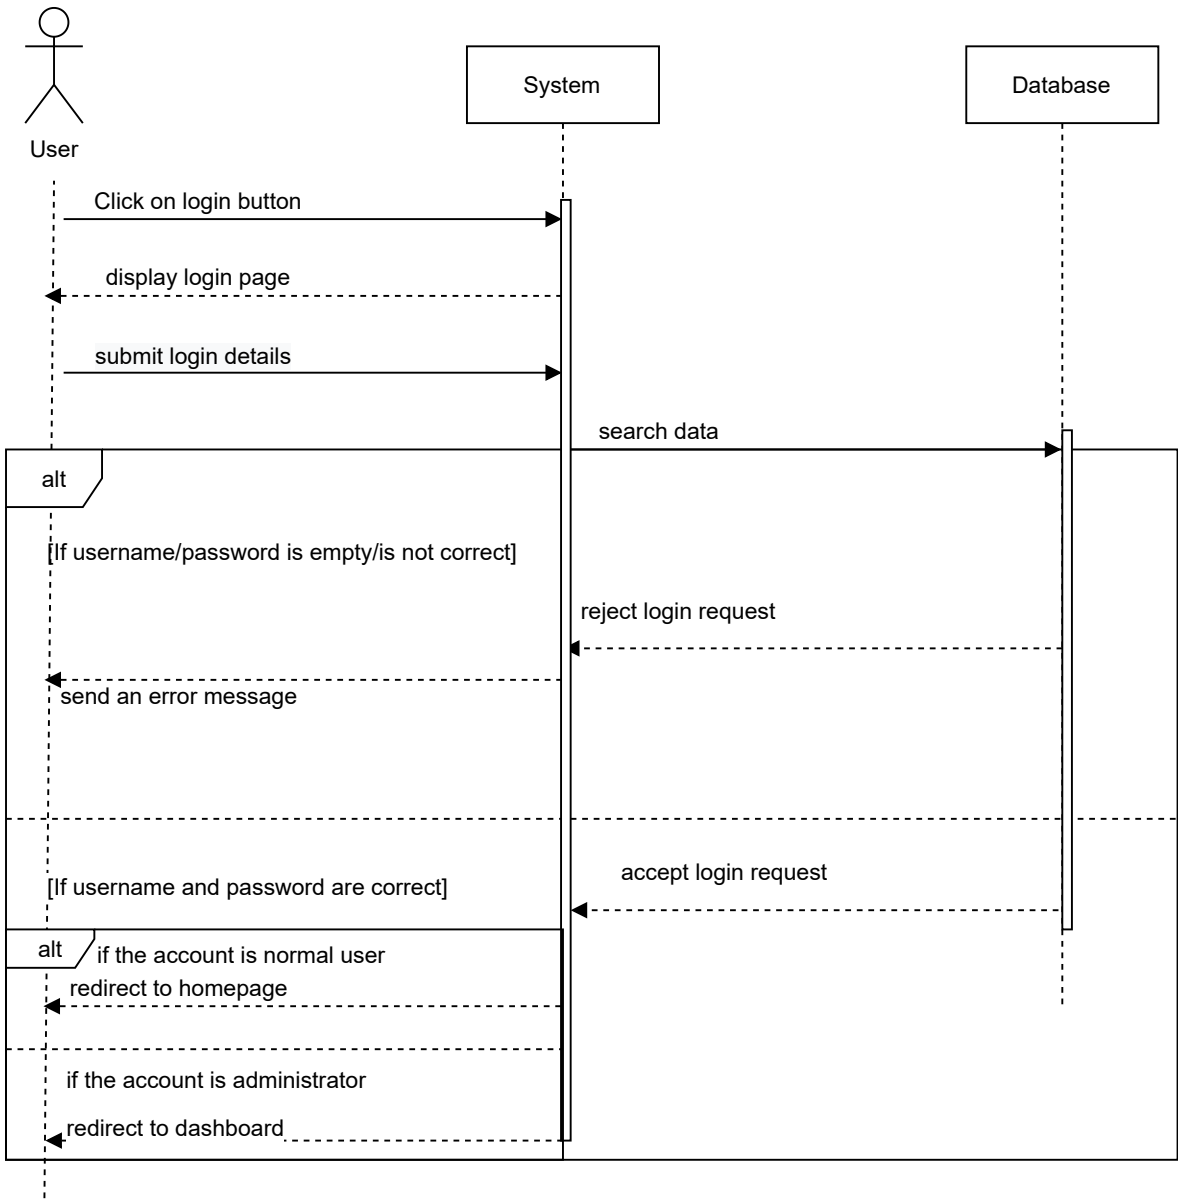 System
Database
User
Click on login button
display login page
submit login details
search data
alt
[If username/password is empty/is not correct]
reject login request
send an error message
accept login request
[If username and password are correct]
alt
if the account is normal user
redirect to homepage
if the account is administrator
redirect to dashboard